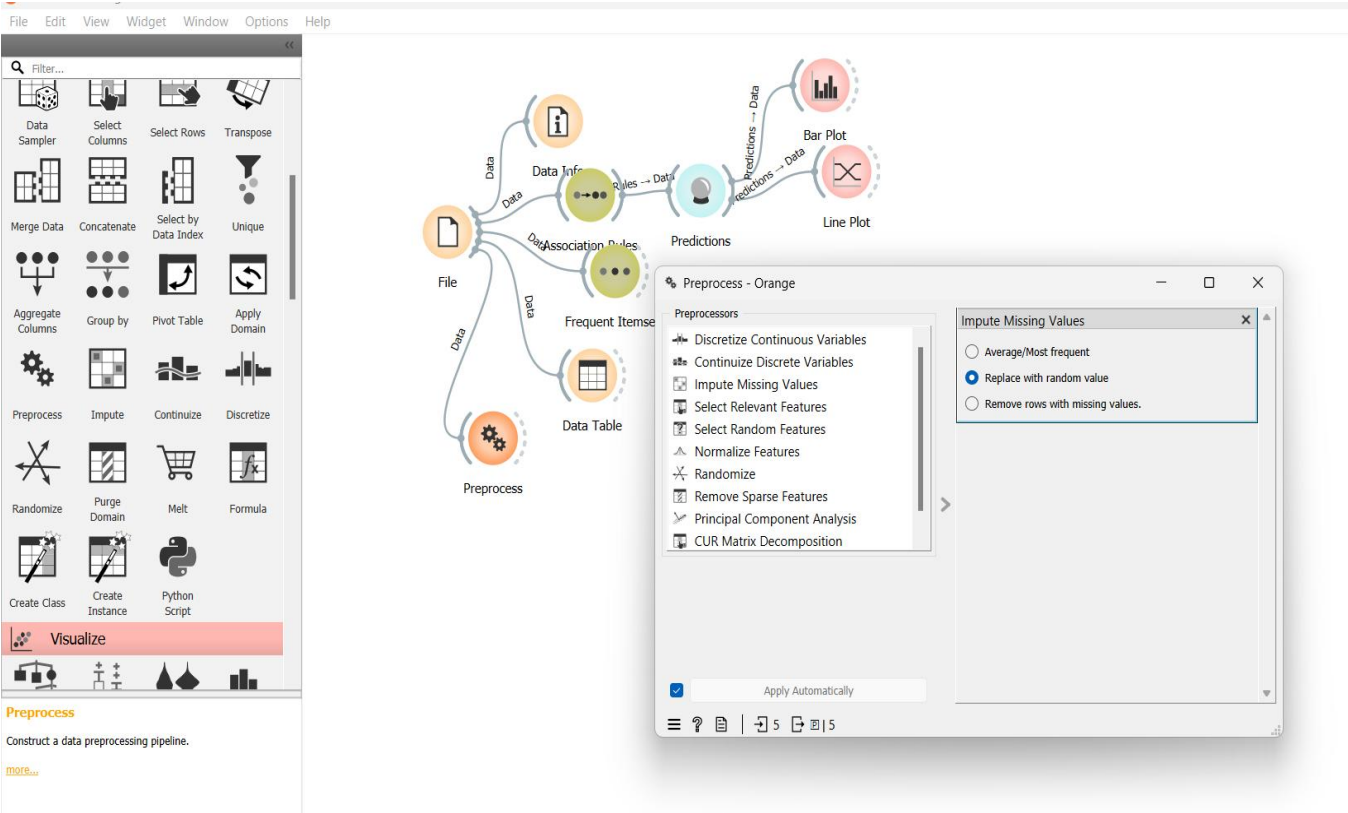 File Edit View Widget Window Options Help
Filter...
Data Sampler
Select Columns
Select Rows
Transpose
Merge Data
Concatenate
Select by Data Index
Unique
Aggregate Columns
Group by
Pivot Table
Apply Domain
Preprocess
Impute
Continuize
Discretize
Randomize
Purge Domain
Melt
Formula
Create Class
Create Instance
Python Script
Visualize
Preprocess
Construct a data preprocessing pipeline.
more...
File
Data
Data Info
Data
Association Rules
Rules → Data
Predictions
Predictions → Data
Bar Plot
Predictions → Data
Line Plot
Data
Frequent Itemse
Data
Data Table
Data
Preprocess
Preprocess - Orange
Preprocessors
Discretize Continuous Variables
Continuize Discrete Variables
Impute Missing Values
Select Relevant Features
Select Random Features
Normalize Features
Randomize
Remove Sparse Features
Principal Component Analysis
CUR Matrix Decomposition
Impute Missing Values
Average/Most frequent
Replace with random value
Remove rows with missing values.
Apply Automatically
5 | 5